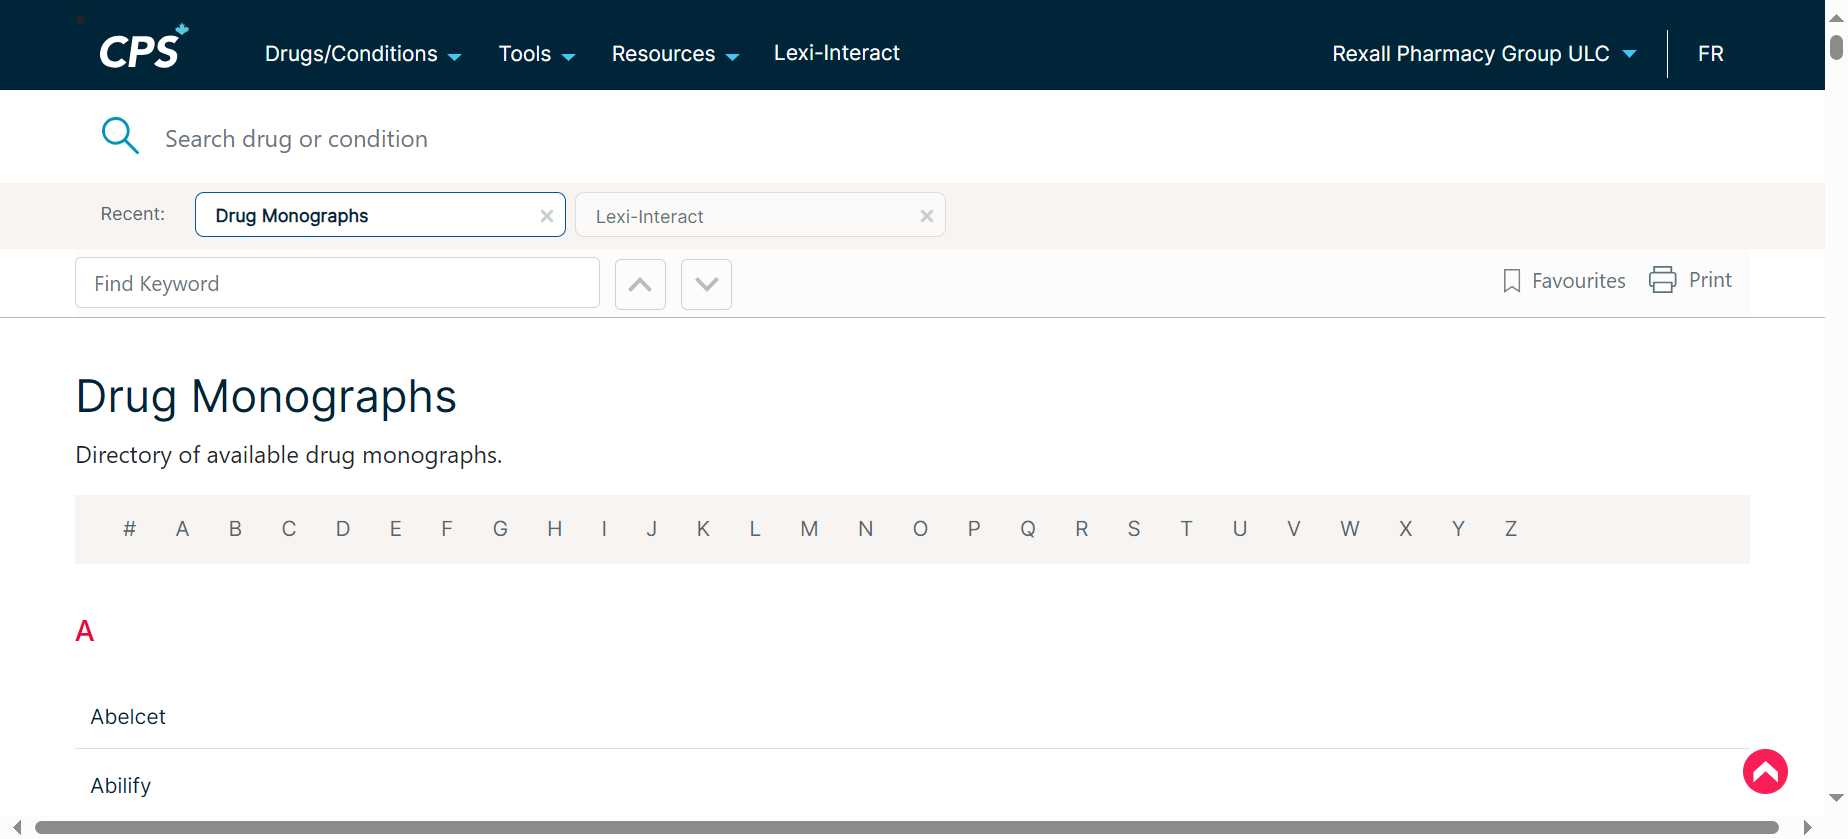 CPS
Drugs/Conditions Tools Resources Lexi-Interact Rexall Pharmacy Group ULC FR
Search drug or condition
Recent: Drug Monographs × Lexi-Interact ×
Find Keyword Favourites Print
Drug Monographs
Directory of available drug monographs.
# A B C D E F G H I J K L M N O P Q R S T U V W X Y Z
A
Abelcet
Abilify